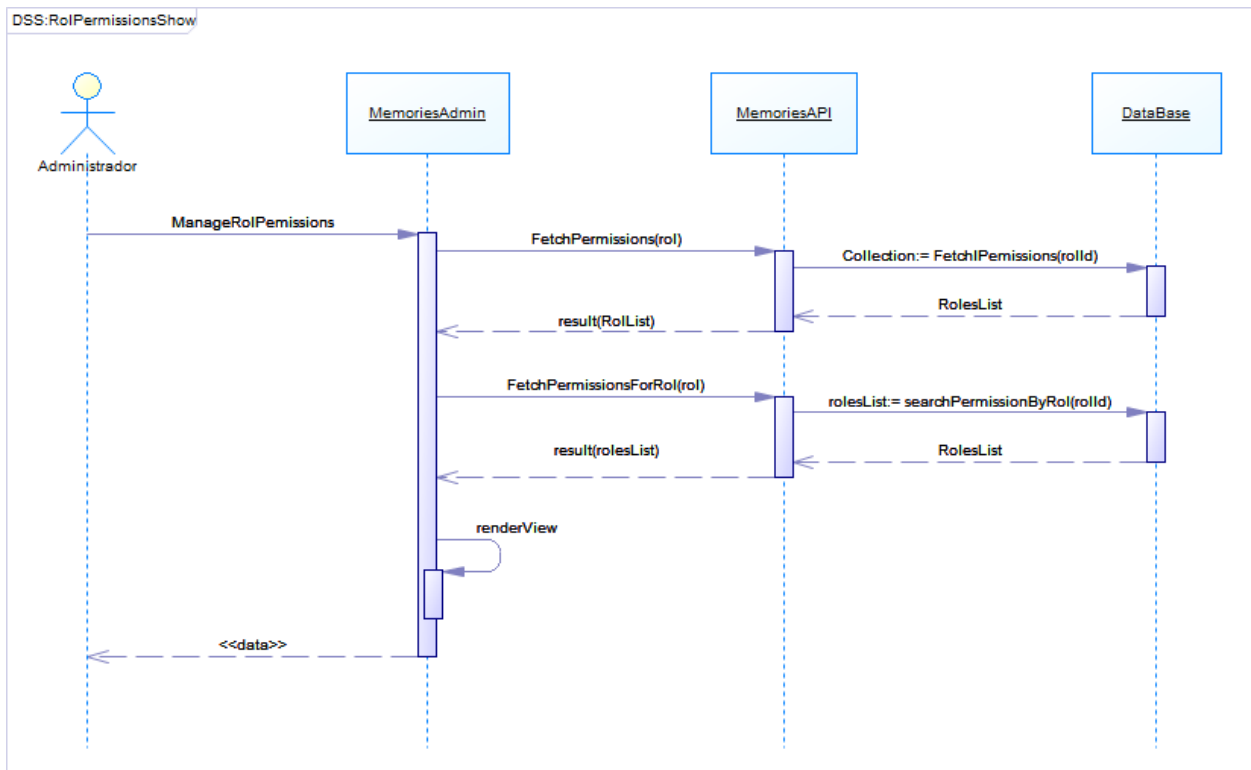 DSS:RolPermissionsShow
MemoriesAdmin
MemoriesAPI
DataBase
Administrador
ManageRolPemissions
FetchPermissions(rol)
Collection:= FetchlPemissions(rolId)
RolesList
result(RolList)
FetchPermissionsForRol(rol)
rolesList:= searchPermissionByRol(rolId)
result(rolesList)
RolesList
renderView
<<data>>